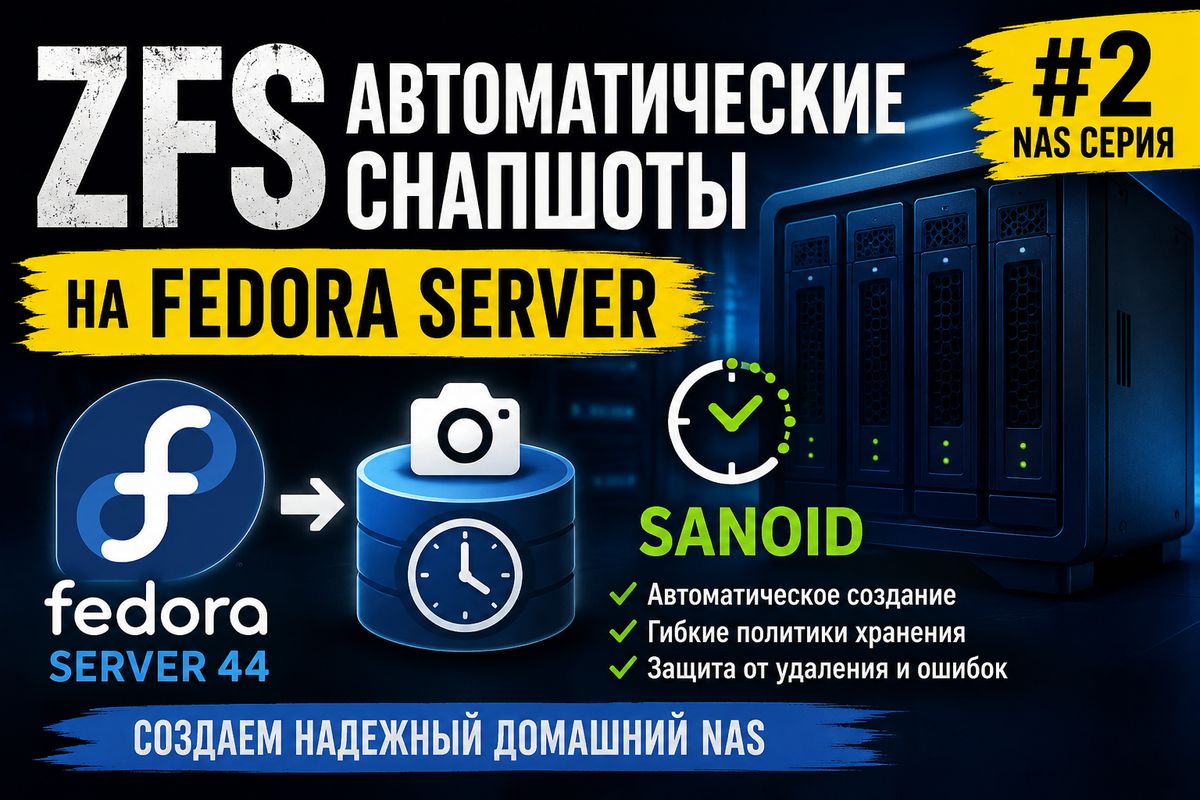 ZFS АВТОМАТИЧЕСКИЕ
СНАПШОТЫ
#2
NAS СЕРИЯ
НА FEDORA SERVER
fedora
SERVER 44
SANOID
Автоматическое создание
Гибкие политики хранения
Защита от удаления и ошибок
СОЗДАЕМ НАДЕЖНЫЙ ДОМАШНИЙ NAS